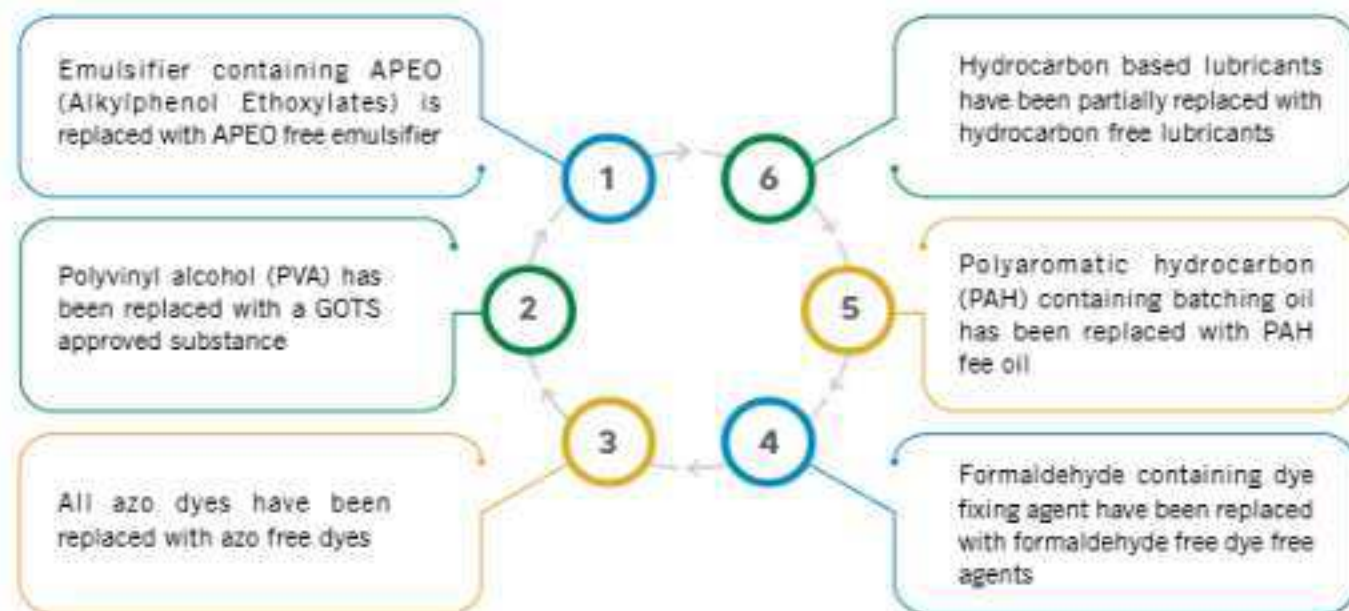 Emulsifier containing APEO
(Alkylphenol Ethoxylates) is
replaced with APEO free emulsifier
1
Polyvinyl alcohol (PVA) has
been replaced with a GOTS
approved substance
2
All azo dyes have been
replaced with azo free dyes
3
Formaldehyde containing dye
fixing agent have been replaced
with formaldehyde free dye free
agents
4
Polyaromatic hydrocarbon
(PAH) containing batching oil
has been replaced with PAH
fee oil
5
Hydrocarbon based lubricants
have been partially replaced with
hydrocarbon free lubricants
6